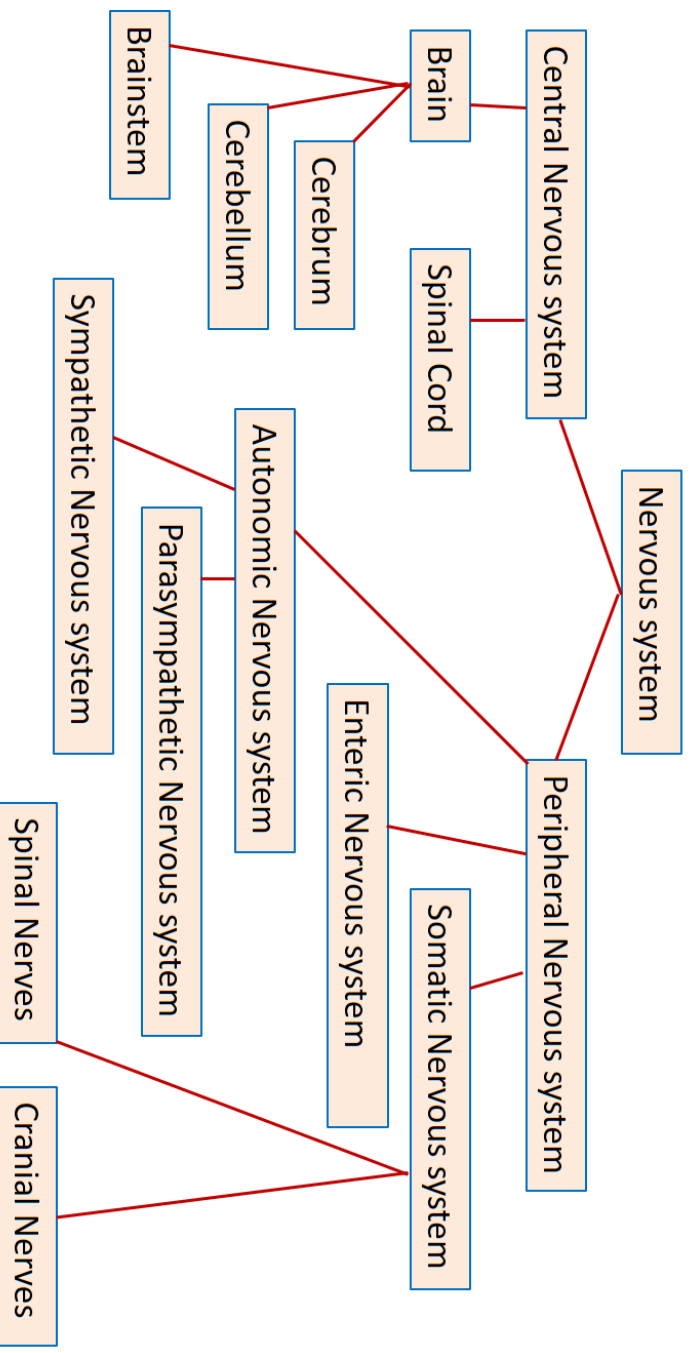 Nervous system
Central Nervous system
Peripheral Nervous system
Brain
Spinal Cord
Somatic Nervous system
Cerebrum
Enteric Nervous system
Cerebellum
Autonomic Nervous system
Brainstem
Parasympathetic Nervous system
Sympathetic Nervous system
Spinal Nerves
Cranial Nerves